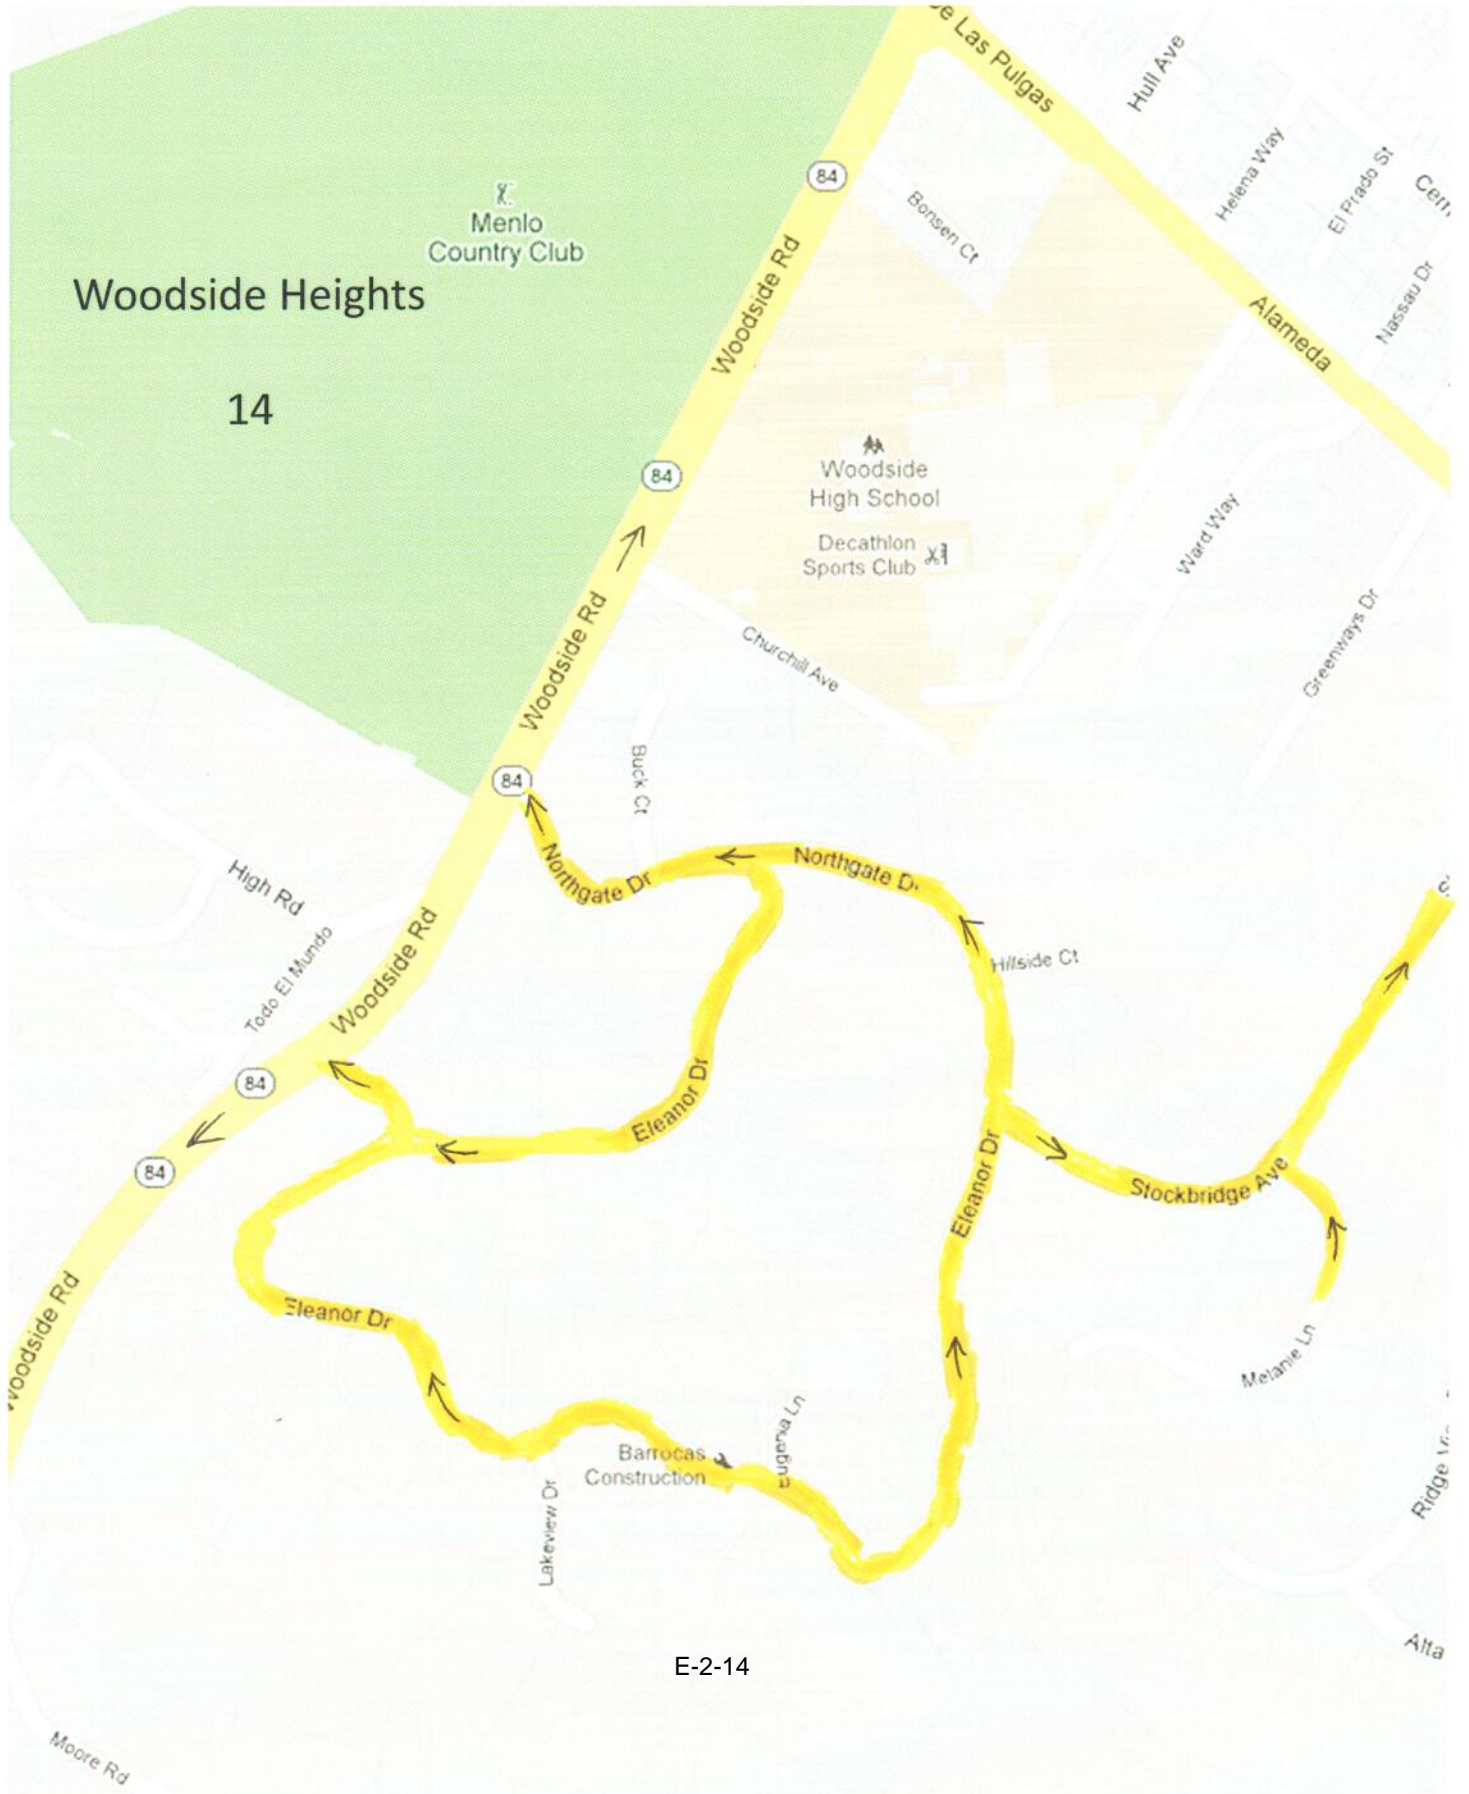 De Las Pulgas
Hull Ave
Helena Way
El Prado St
84
Menlo
Country Club
Bonsen Ct
Woodside Rd
Nassau Dr
Woodside Heights
Alameda
14
84
Woodside
High School
Decathlon
Sports Club
Ward Way
Woodside Rd
Churchill Ave
Greenways Dr
84
Buck Ct
High Rd
Northgate Dr
Northgate Dr
Todo El Mundo
Woodside Rd
Hillside Ct
84
Eleanor Dr
84
Eleanor Dr
Stockbridge Ave
Woodside Rd
Eleanor Dr
Melanie Ln
Eugenia Ln
Barrocas
Construction
Lakeview Dr
Ridge
Alta
E-2-14
Moore Rd